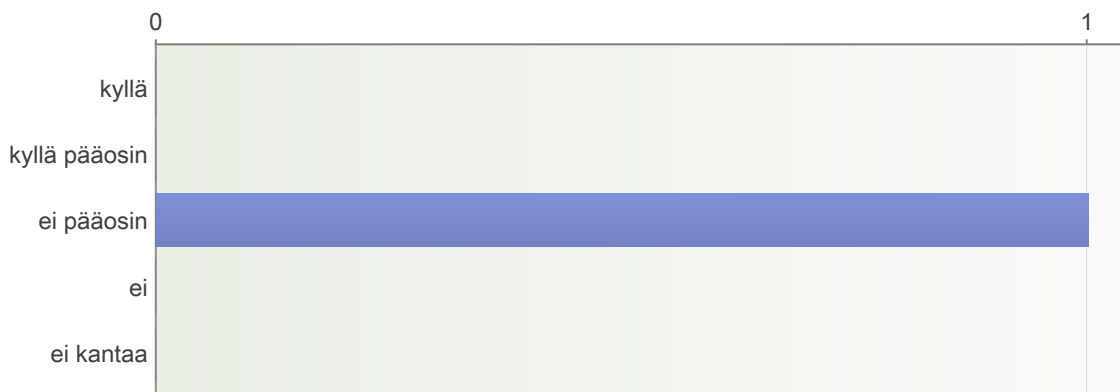 0 1
kyllä
kyllä pääosin
ei pääosin
ei
ei kantaa